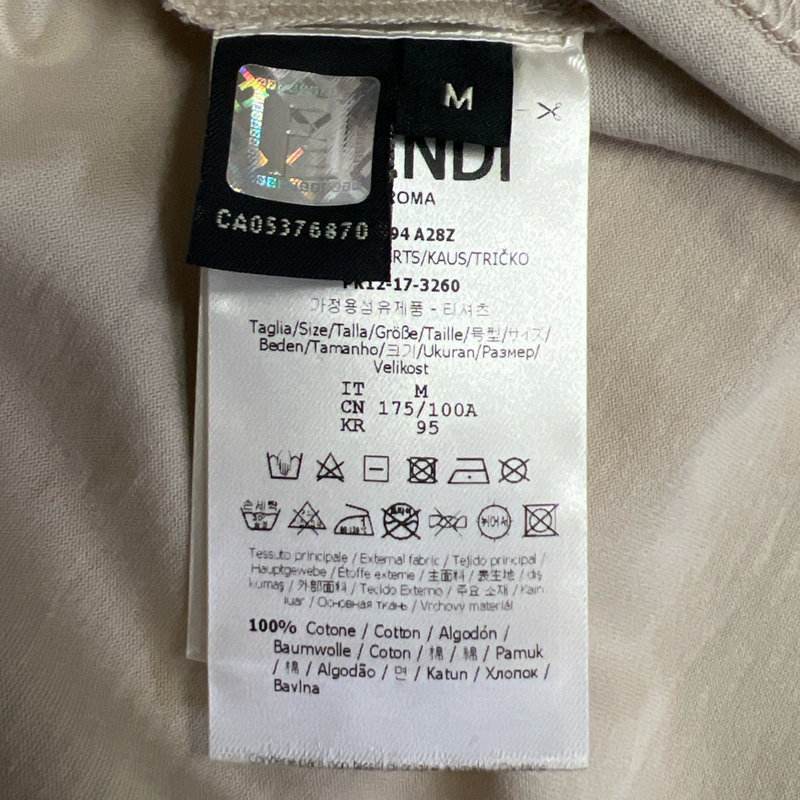 M
ENDI
ROMA
CA05376870
94 A28Z
RTS/KAUS/TRIČKO
12-17-3260
가정용섬유제품 - 티셔츠
Taglia/Size/Talla/Größe/Taille/号型/サイズ/
Beden/Tamanho/크기/Ukuran/Размер/
Velikost
IT M
CN 175/100A
KR 95
손세탁
Tessuto principale / External fabric / Tejido principal /
Hauptgewebe / Étoffe externe / 主面料 / 表生地 / dış
kumaş / 外部面料 / Tecido Externo / 주요 소재 / Kain
luar / Основная ткань / Vrchový materiál
100% Cotone / Cotton / Algodón /
Baumwolle / Coton / 棉 / 綿 / Pamuk
/ 棉 / Algodão / 면 / Katun / Хлопок /
Bavlna